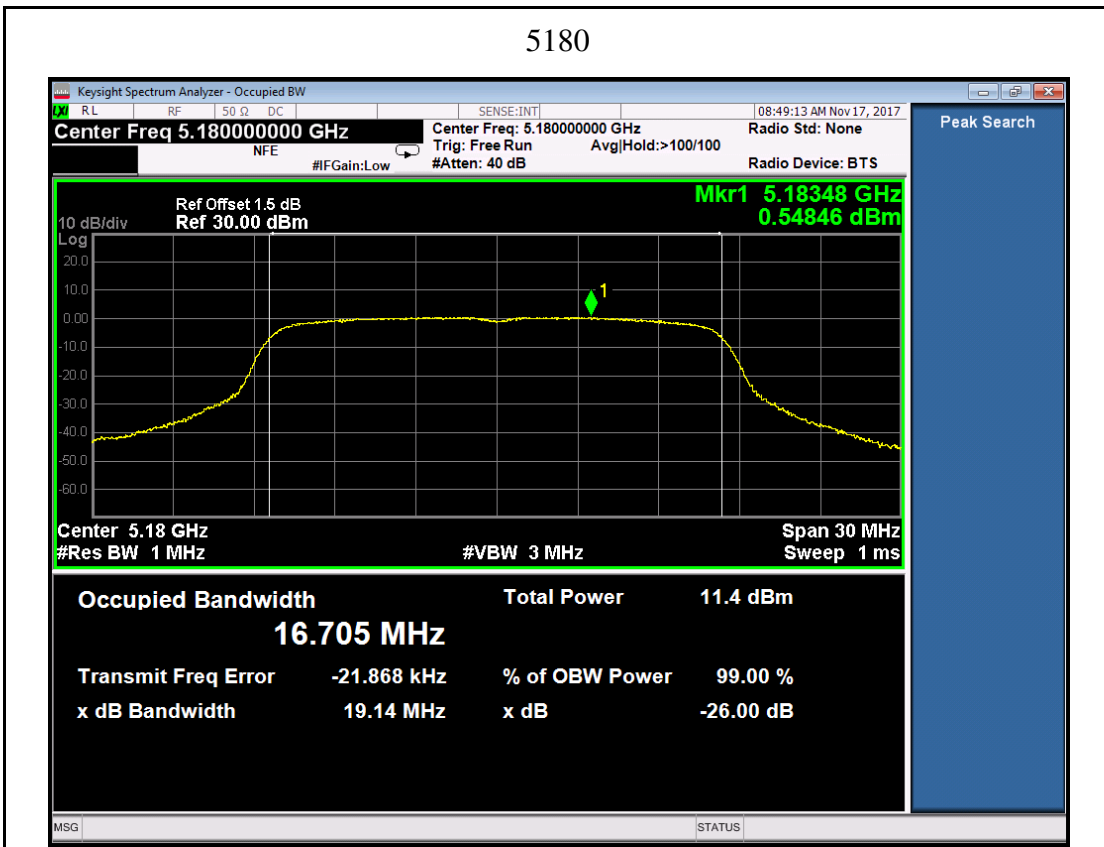 5180
Keysight Spectrum Analyzer - Occupied BW
LXI RL RF 50 Ω DC SENSE:INT 08:49:13 AM Nov 17, 2017
Center Freq 5.180000000 GHz Center Freq: 5.180000000 GHz Radio Std: None
NFE Trig: Free Run Avg|Hold:>100/100
#IFGain:Low #Atten: 40 dB Radio Device: BTS
Peak Search
Mkr1 5.18348 GHz
Ref Offset 1.5 dB
10 dB/div Ref 30.00 dBm 0.54846 dBm
Log
20.0
10.0
1
0.00
-10.0
-20.0
-30.0
-40.0
-50.0
-60.0
Center 5.18 GHz Span 30 MHz
#Res BW 1 MHz #VBW 3 MHz Sweep 1 ms
Occupied Bandwidth Total Power 11.4 dBm
16.705 MHz
Transmit Freq Error -21.868 kHz % of OBW Power 99.00 %
x dB Bandwidth 19.14 MHz x dB -26.00 dB
MSG STATUS